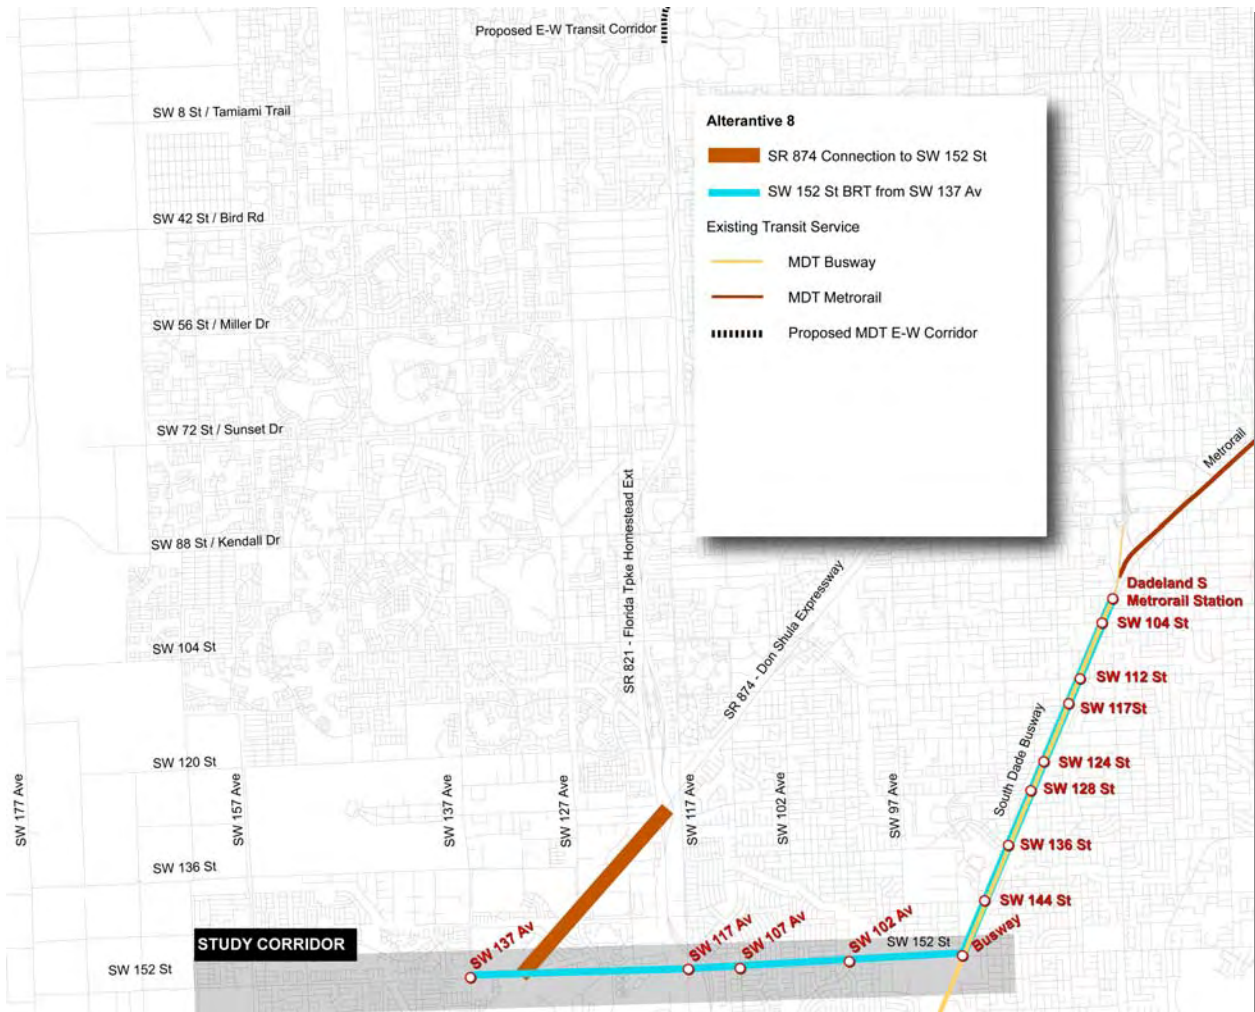 Proposed E-W Transit Corridor
SW 8 St / Tamiami Trail
SW 42 St / Bird Rd
SW 56 St / Miller Dr
SW 72 St / Sunset Dr
SW 88 St / Kendall Dr
SW 104 St
SW 120 St
SW 136 St
SW 152 St
Alterantive 8
SR 874 Connection to SW 152 St
SW 152 St BRT from SW 137 Av
Existing Transit Service
MDT Busway
MDT Metrorail
Proposed MDT E-W Corridor
Metrorail
SR 821 - Florida Tpke Homestead Ext
SR 874 - Don Shula Expressway
South Dade Busway
SW 177 Ave
SW 157 Ave
SW 137 Ave
SW 127 Ave
SW 117 Ave
SW 102 Ave
SW 97 Ave
Dadeland S
Metrorail Station
SW 104 St
SW 112 St
SW 117St
SW 124 St
SW 128 St
SW 136 St
SW 144 St
Busway
STUDY CORRIDOR
SW 137 Av
SW 117 Av
SW 107 Av
SW 102 Av
SW 152 St